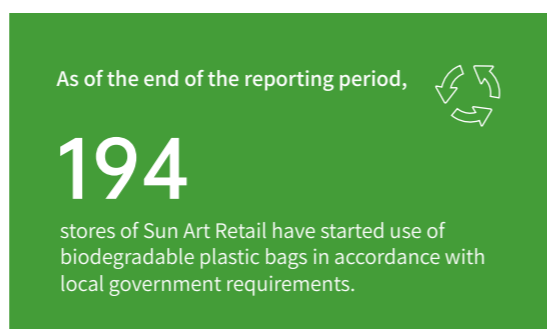 As of the end of the reporting period,
194
stores of Sun Art Retail have started use of
biodegradable plastic bags in accordance with
local government requirements.